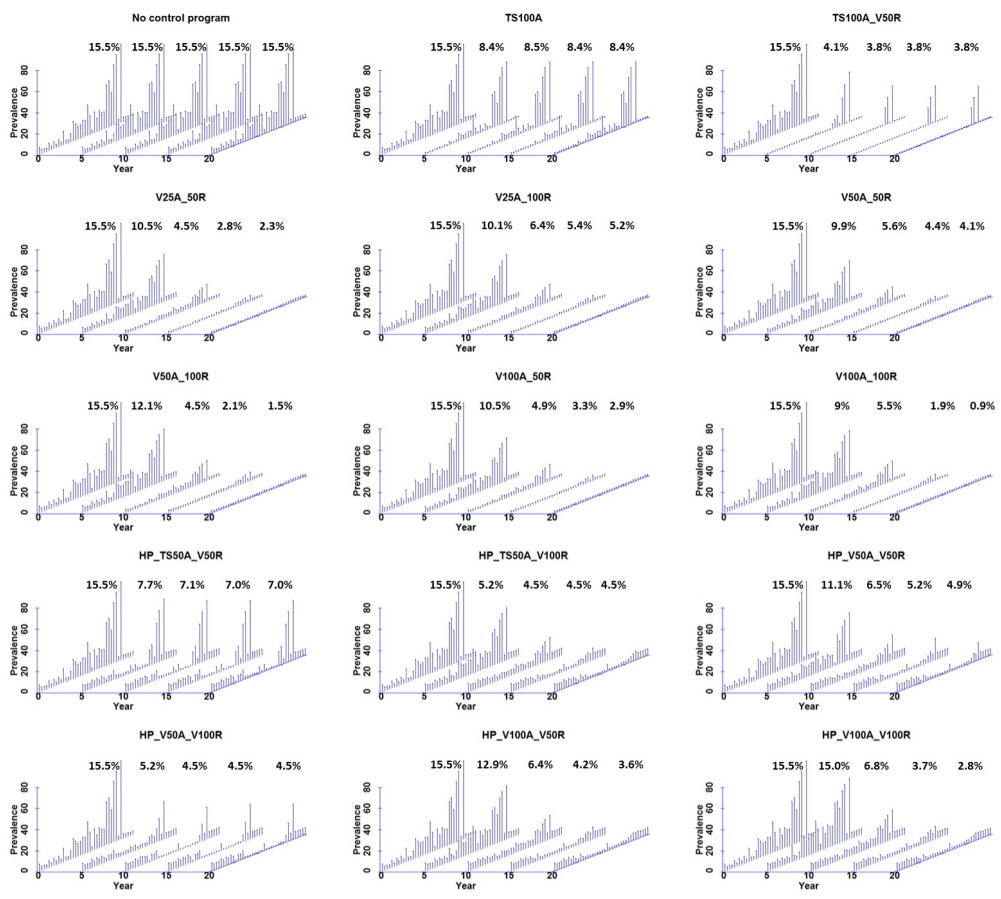 No control program
15.5% 15.5% 15.5% 15.5% 15.5%
Prevalence
0 20 40 60 80
0 5 10 15 20
Year
TS100A
15.5% 8.4% 8.5% 8.4% 8.4%
Prevalence
0 20 40 60 80
0 5 10 15 20
Year
TS100A_V50R
15.5% 4.1% 3.8% 3.8% 3.8%
Prevalence
0 20 40 60 80
0 5 10 15 20
Year
V25A_50R
15.5% 10.5% 4.5% 2.8% 2.3%
Prevalence
0 20 40 60 80
0 5 10 15 20
Year
V25A_100R
15.5% 10.1% 6.4% 5.4% 5.2%
Prevalence
0 20 40 60 80
0 5 10 15 20
Year
V50A_50R
15.5% 9.9% 5.6% 4.4% 4.1%
Prevalence
0 20 40 60 80
0 5 10 15 20
Year
V50A_100R
15.5% 12.1% 4.5% 2.1% 1.5%
Prevalence
0 20 40 60 80
0 5 10 15 20
Year
V100A_50R
15.5% 10.5% 4.9% 3.3% 2.9%
Prevalence
0 20 40 60 80
0 5 10 15 20
Year
V100A_100R
15.5% 9% 5.5% 1.9% 0.9%
Prevalence
0 20 40 60 80
0 5 10 15 20
Year
HP_TS50A_V50R
15.5% 7.7% 7.1% 7.0% 7.0%
Prevalence
0 20 40 60 80
0 5 10 15 20
Year
HP_TS50A_V100R
15.5% 5.2% 4.5% 4.5% 4.5%
Prevalence
0 20 40 60 80
0 5 10 15 20
Year
HP_V50A_V50R
15.5% 11.1% 6.5% 5.2% 4.9%
Prevalence
0 20 40 60 80
0 5 10 15 20
Year
HP_V50A_V100R
15.5% 5.2% 4.5% 4.5% 4.5%
Prevalence
0 20 40 60 80
0 5 10 15 20
Year
HP_V100A_V50R
15.5% 12.9% 6.4% 4.2% 3.6%
Prevalence
0 20 40 60 80
0 5 10 15 20
Year
HP_V100A_V100R
15.5% 15.0% 6.8% 3.7% 2.8%
Prevalence
0 20 40 60 80
0 5 10 15 20
Year